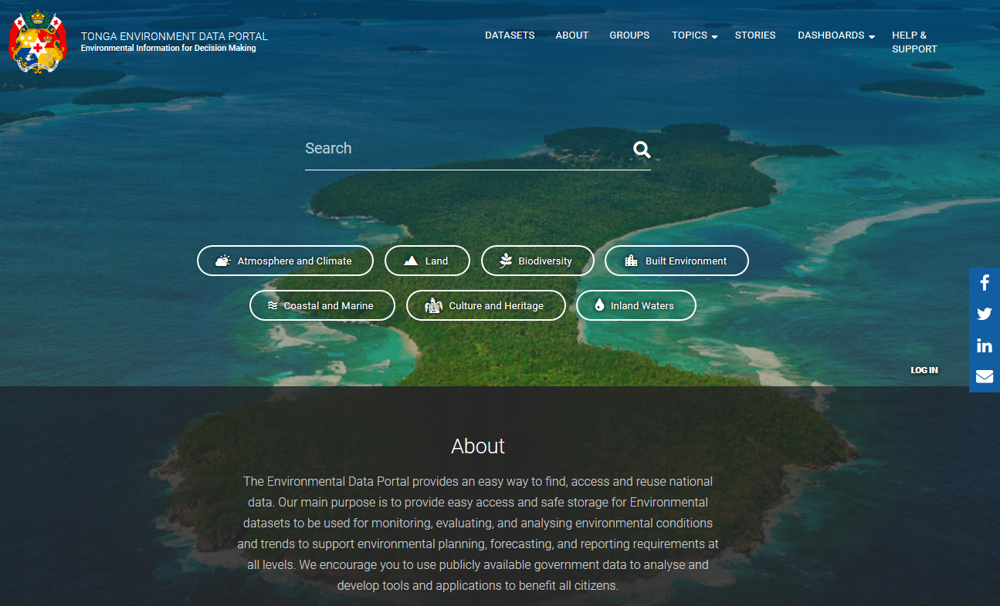 TONGA ENVIRONMENT DATA PORTAL
Environmental Information for Decision Making
DATASETS
ABOUT
GROUPS
TOPICS
STORIES
DASHBOARDS
HELP &
SUPPORT
Search
Atmosphere and Climate
Land
Biodiversity
Built Environment
Coastal and Marine
Culture and Heritage
Inland Waters
LOG IN
About
The Environmental Data Portal provides an easy way to find, access and reuse national
data. Our main purpose is to provide easy access and safe storage for Environmental
datasets to be used for monitoring, evaluating, and analysing environmental conditions
and trends to support environmental planning, forecasting, and reporting requirements at
all levels. We encourage you to use publicly available government data to analyse and
develop tools and applications to benefit all citizens.